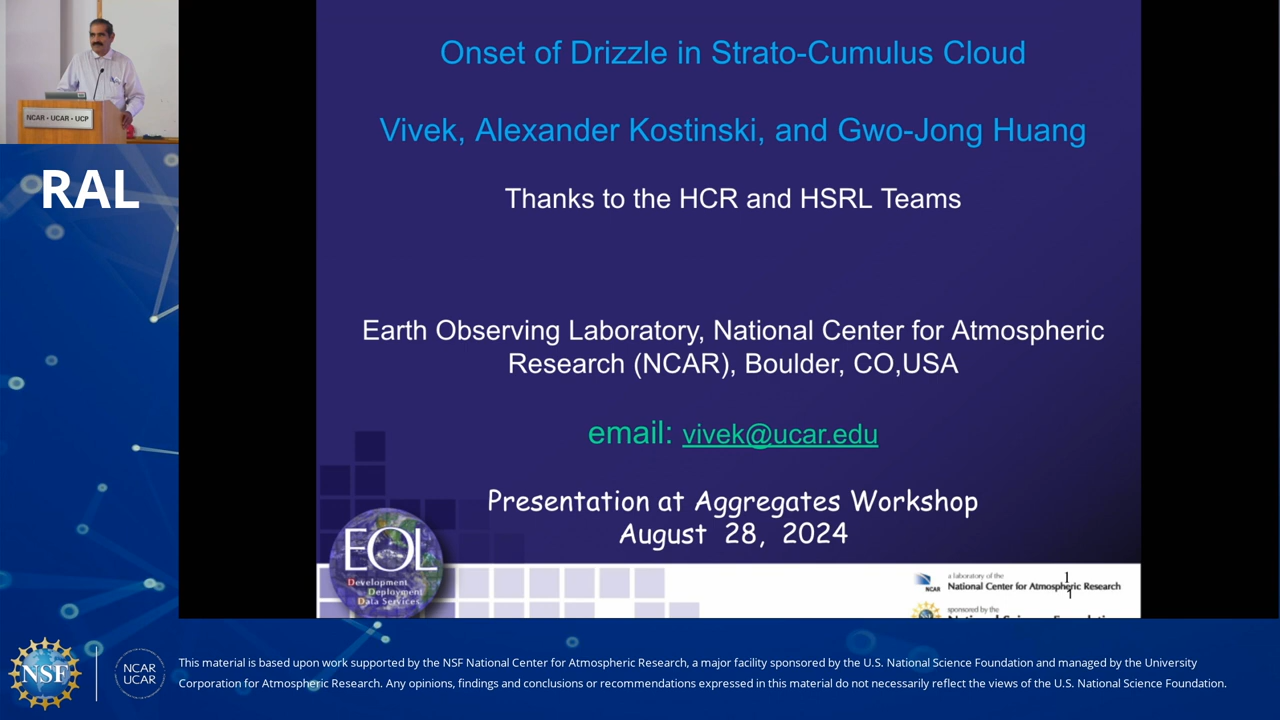 NCAR • UCAR • UCP
RAL
Onset of Drizzle in Strato-Cumulus Cloud
Vivek, Alexander Kostinski, and Gwo-Jong Huang
Thanks to the HCR and HSRL Teams
Earth Observing Laboratory, National Center for Atmospheric
Research (NCAR), Boulder, CO,USA
email: vivek@ucar.edu
Presentation at Aggregates Workshop
August 28, 2024
EOL
Development
Deployment
Data Services
NCAR
a laboratory of the
National Center for Atmospheric Research
1
1
sponsored by the
National Science Foundation
NSF
NCAR
UCAR
This material is based upon work supported by the NSF National Center for Atmospheric Research, a major facility sponsored by the U.S. National Science Foundation and managed by the University
Corporation for Atmospheric Research. Any opinions, findings and conclusions or recommendations expressed in this material do not necessarily reflect the views of the U.S. National Science Foundation.